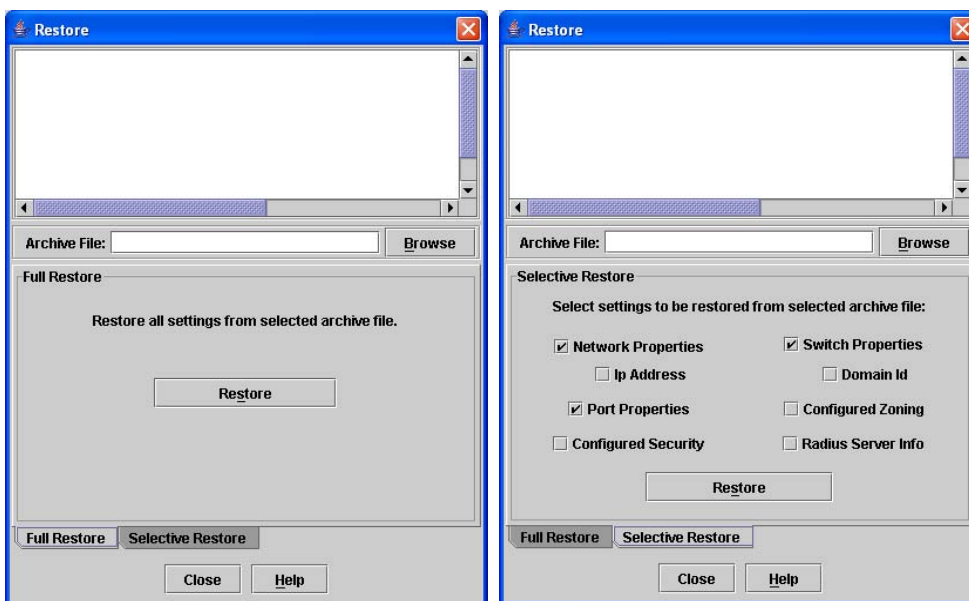 Restore
Archive File:
Browse
Full Restore
Restore all settings from selected archive file.
Restore
Full Restore
Selective Restore
Close
Help
Restore
Archive File:
Browse
Selective Restore
Select settings to be restored from selected archive file:
Network Properties
Switch Properties
Ip Address
Domain Id
Port Properties
Configured Zoning
Configured Security
Radius Server Info
Restore
Full Restore
Selective Restore
Close
Help